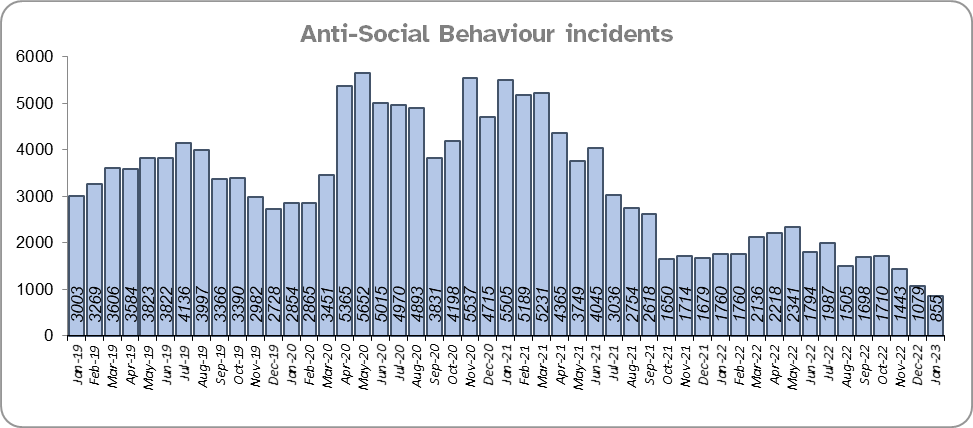 Anti-Social Behaviour incidents
6000
5000
4000
3000
2000
1000
0
3003
3269
3606
3584
3823
3822
4136
3997
3366
3390
2982
2728
2854
2865
3451
5365
5652
5015
4970
4893
3831
4198
5537
4715
5505
5189
5231
4365
3749
4045
3036
2754
2618
1650
1714
1679
1760
1760
2136
2218
2341
1794
1987
1505
1698
1710
1443
1079
855
Jan-19
Feb-19
Mar-19
Apr-19
May-19
Jun-19
Jul-19
Aug-19
Sep-19
Oct-19
Nov-19
Dec-19
Jan-20
Feb-20
Mar-20
Apr-20
May-20
Jun-20
Jul-20
Aug-20
Sep-20
Oct-20
Nov-20
Dec-20
Jan-21
Feb-21
Mar-21
Apr-21
May-21
Jun-21
Jul-21
Aug-21
Sep-21
Oct-21
Nov-21
Dec-21
Jan-22
Feb-22
Mar-22
Apr-22
May-22
Jun-22
Jul-22
Aug-22
Sep-22
Oct-22
Nov-22
Dec-22
Jan-23